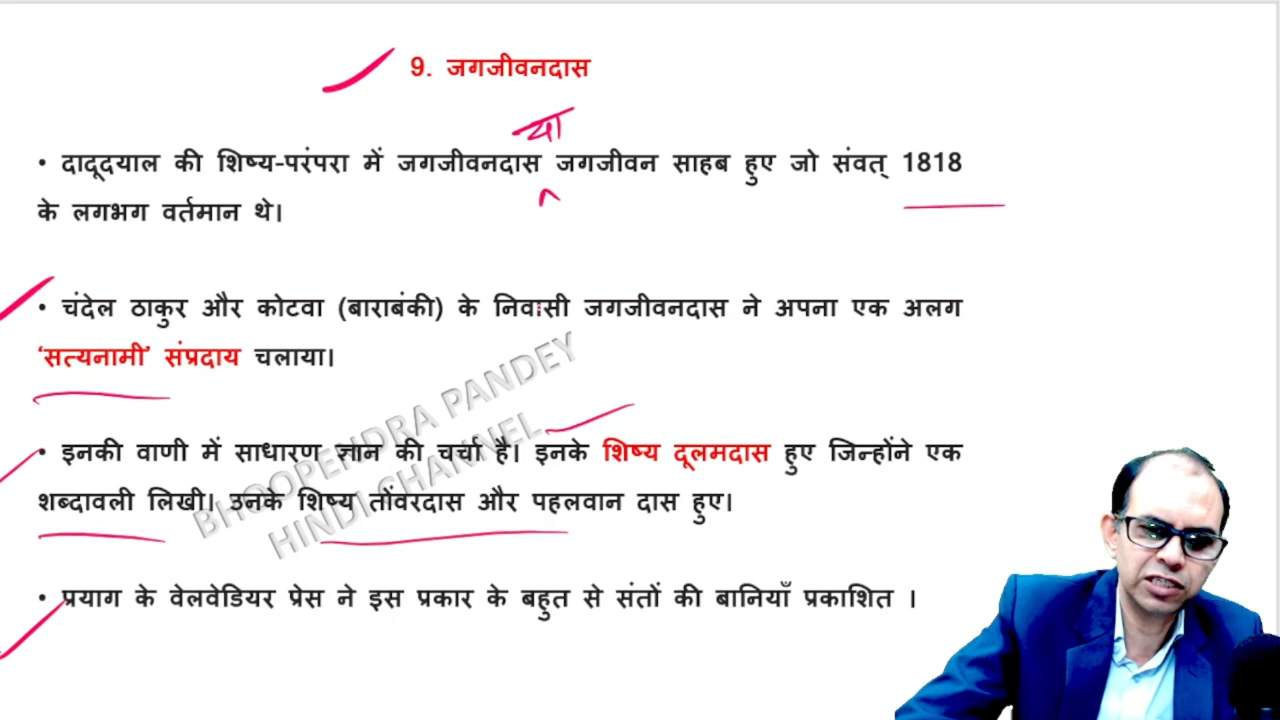 9. जगजीवनदास
या
• दादूदयाल की शिष्य-परंपरा में जगजीवनदास जगजीवन साहब हुए जो संवत् 1818
के लगभग वर्तमान थे।
• चंदेल ठाकुर और कोटवा (बाराबंकी) के निवासी जगजीवनदास ने अपना एक अलग
‘सत्यनामी’ संप्रदाय चलाया।
• इनकी वाणी में साधारण ज्ञान की चर्चा है। इनके शिष्य दूलमदास हुए जिन्होंने एक
शब्दावली लिखी। उनके शिष्य तोंवरदास और पहलवान दास हुए।
• प्रयाग के वेलवेडियर प्रेस ने इस प्रकार के बहुत से संतों की बानियाँ प्रकाशित ।
BHOOPENDRA PANDEY
HINDI CHANNEL